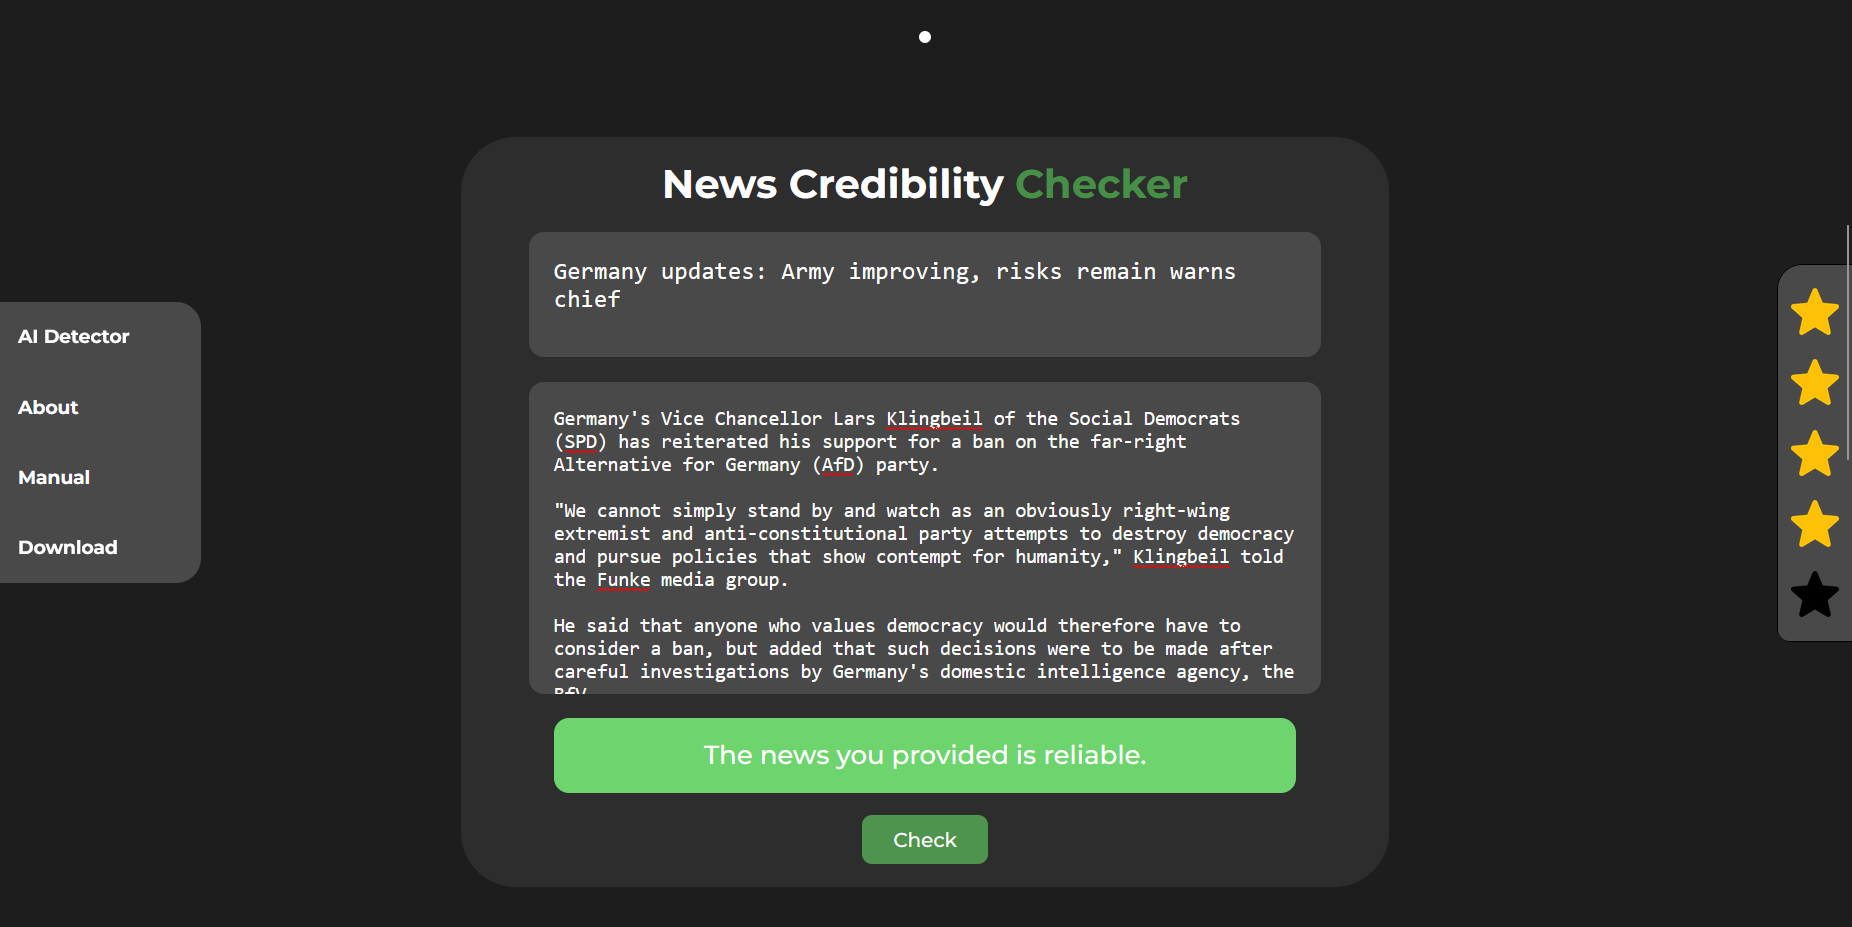 News Credibility Checker
Germany updates: Army improving, risks remain warns
chief
AI Detector
About
Manual
Download
Germany's Vice Chancellor Lars Klingbeil of the Social Democrats
(SPD) has reiterated his support for a ban on the far-right
Alternative for Germany (AfD) party.
"We cannot simply stand by and watch as an obviously right-wing
extremist and anti-constitutional party attempts to destroy democracy
and pursue policies that show contempt for humanity," Klingbeil told
the Funke media group.
He said that anyone who values democracy would therefore have to
consider a ban, but added that such decisions were to be made after
careful investigations by Germany's domestic intelligence agency, the
BfV.
The news you provided is reliable.
Check